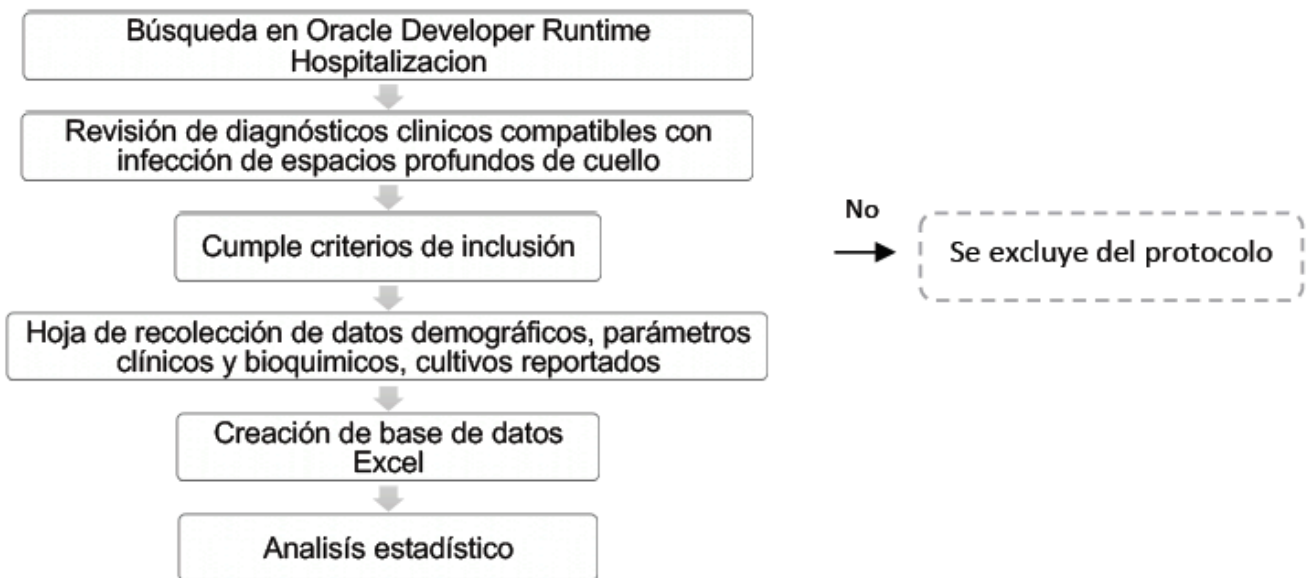 Búsqueda en Oracle Developer Runtime
Hospitalizacion
Revisión de diagnósticos clinicos compatibles con
infección de espacios profundos de cuello
Cumple criterios de inclusión
No
Se excluye del protocolo
Hoja de recolección de datos demográficos, parámetros
clínicos y bioquimicos, cultivos reportados
Creación de base de datos
Excel
Analisís estadístico